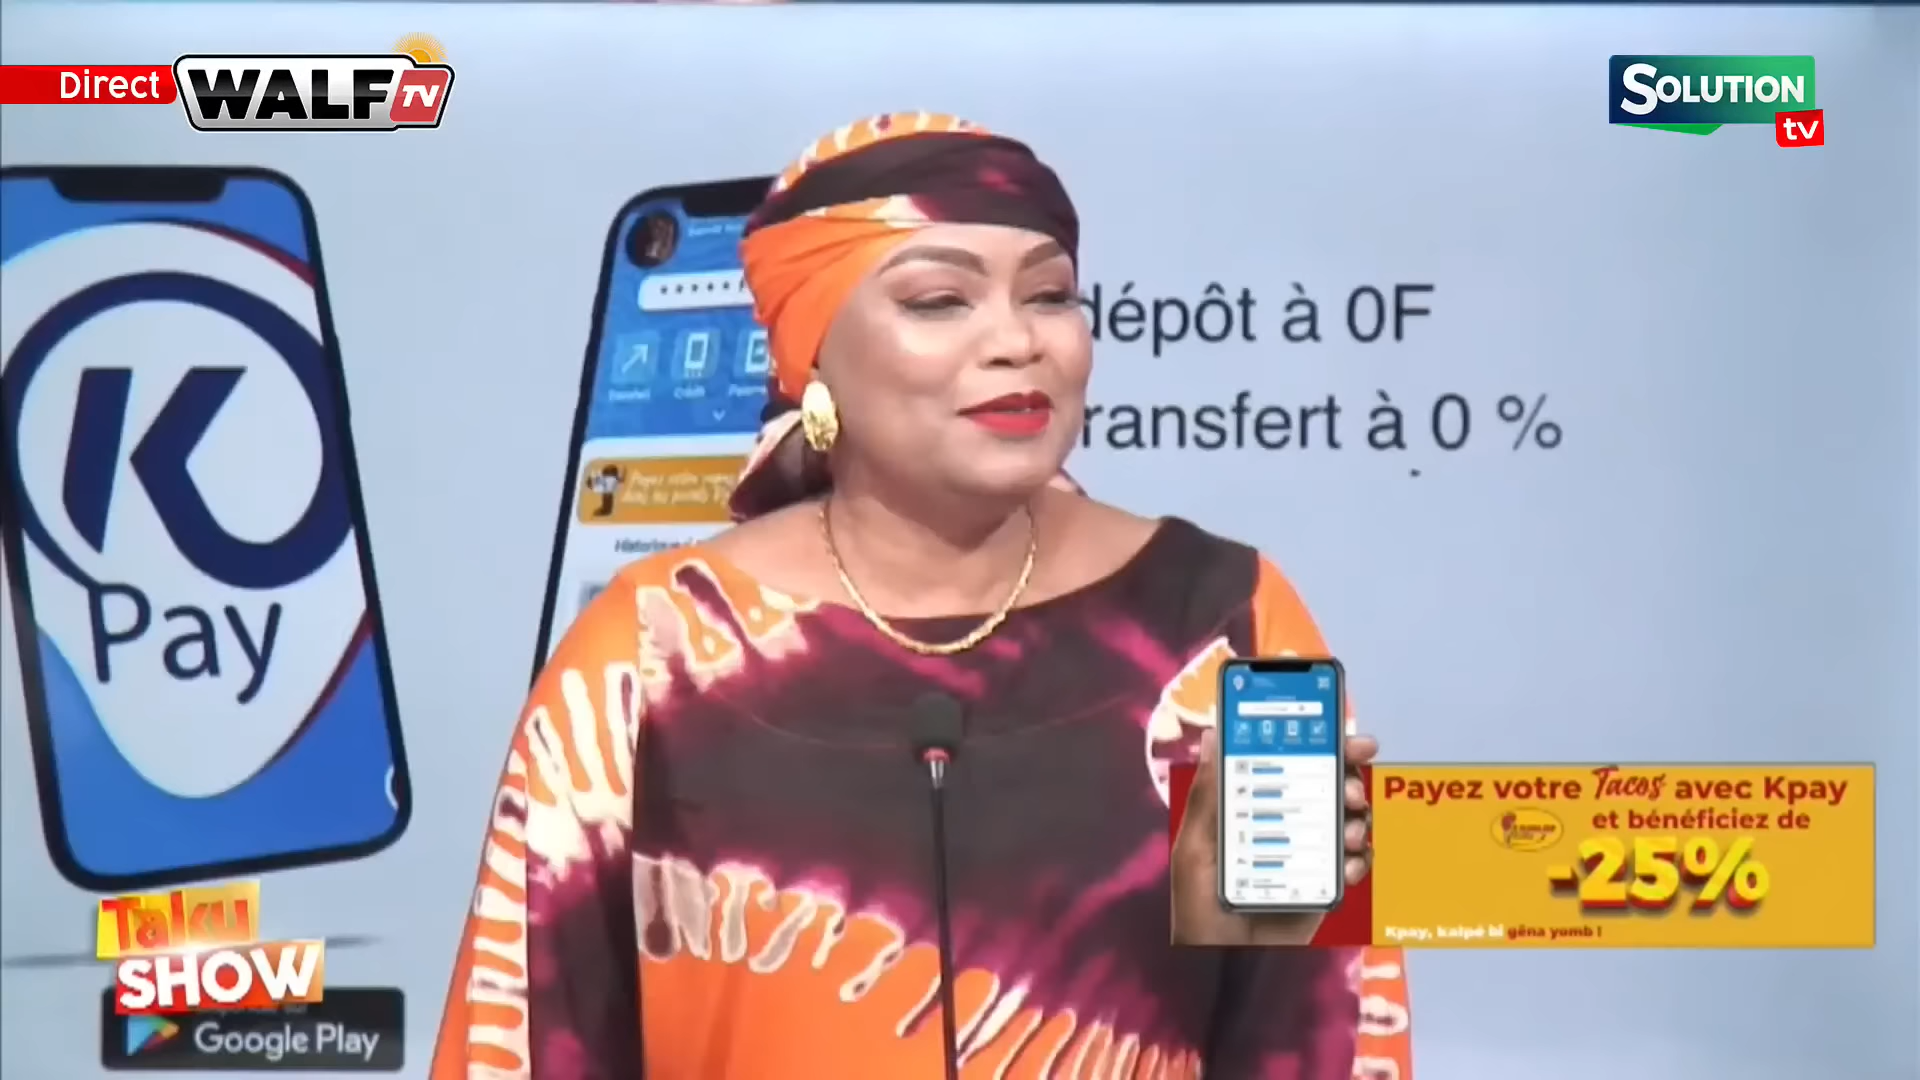 Direct
WALF TV
SOLUTION
tv
dépôt à 0F
ransfert à 0 %
K
Pay
Payez votre Tacos avec Kpay
et bénéficiez de
-25%
Kpay, kalpé bi gëna yomb !
Taku
SHOW
Google Play